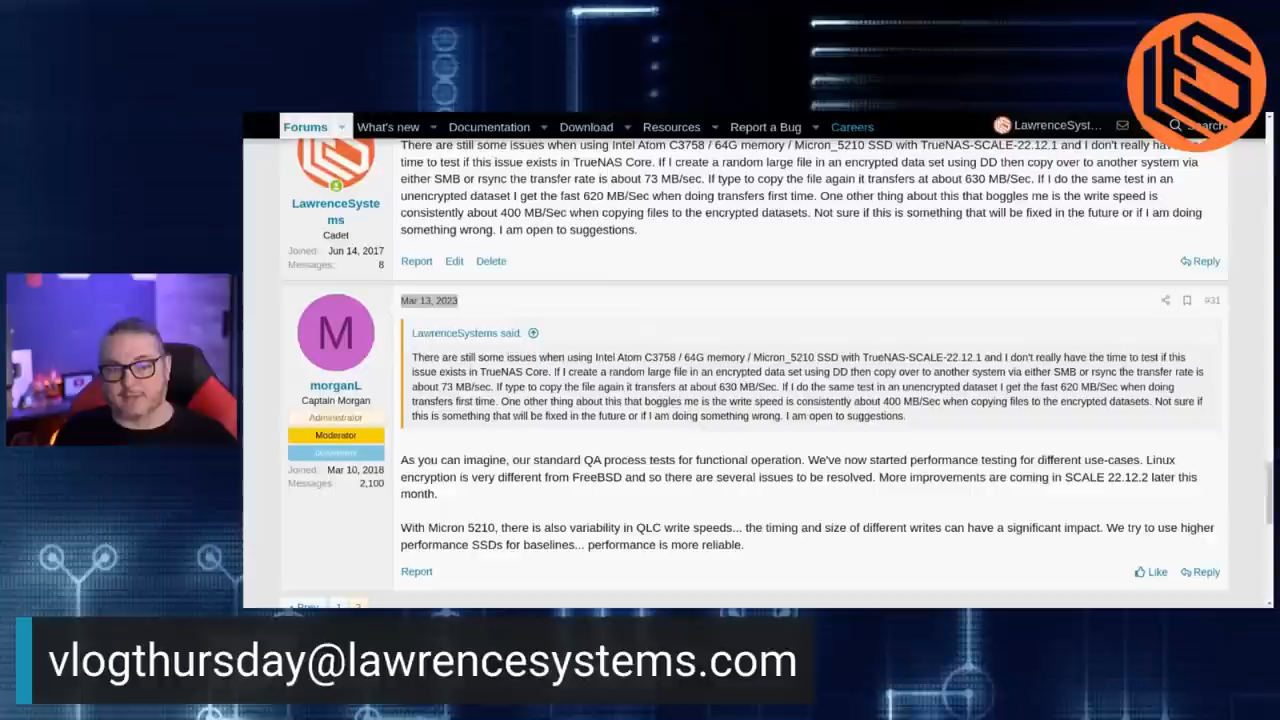 Forums What's new Documentation Download Resources Report a Bug Careers LawrenceSyst... Search
There are still some issues when using Intel Atom C3758 / 64G memory / Micron_5210 SSD with TrueNAS-SCALE-22.12.1 and I don't really have the
time to test if this issue exists in TrueNAS Core. If I create a random large file in an encrypted data set using DD then copy over to another system via
either SMB or rsync the transfer rate is about 73 MB/sec. If type to copy the file again it transfers at about 630 MB/Sec. If I do the same test in an
unencrypted dataset I get the fast 620 MB/Sec when doing transfers first time. One other thing about this that boggles me is the write speed is
consistently about 400 MB/Sec when copying files to the encrypted datasets. Not sure if this is something that will be fixed in the future or if I am doing
something wrong. I am open to suggestions.
LawrenceSyste
ms
Cadet
Joined: Jun 14, 2017
Messages: 8
Report Edit Delete Reply
Mar 13, 2023 #31
M
morganL
Captain Morgan
Administrator
Moderator
Joined: Mar 10, 2018
Messages: 2,100
LawrenceSystems said:
There are still some issues when using Intel Atom C3758 / 64G memory / Micron_5210 SSD with TrueNAS-SCALE-22.12.1 and I don't really have the time to test if this
issue exists in TrueNAS Core. If I create a random large file in an encrypted data set using DD then copy over to another system via either SMB or rsync the transfer rate is
about 73 MB/sec. If type to copy the file again it transfers at about 630 MB/Sec. If I do the same test in an unencrypted dataset I get the fast 620 MB/Sec when doing
transfers first time. One other thing about this that boggles me is the write speed is consistently about 400 MB/Sec when copying files to the encrypted datasets. Not sure if
this is something that will be fixed in the future or if I am doing something wrong. I am open to suggestions.
As you can imagine, our standard QA process tests for functional operation. We've now started performance testing for different use-cases. Linux
encryption is very different from FreeBSD and so there are several issues to be resolved. More improvements are coming in SCALE 22.12.2 later this
month.
With Micron 5210, there is also variability in QLC write speeds... the timing and size of different writes can have a significant impact. We try to use higher
performance SSDs for baselines... performance is more reliable.
Report Like Reply
Prev 1 2
vlogthursday@lawrencesystems.com